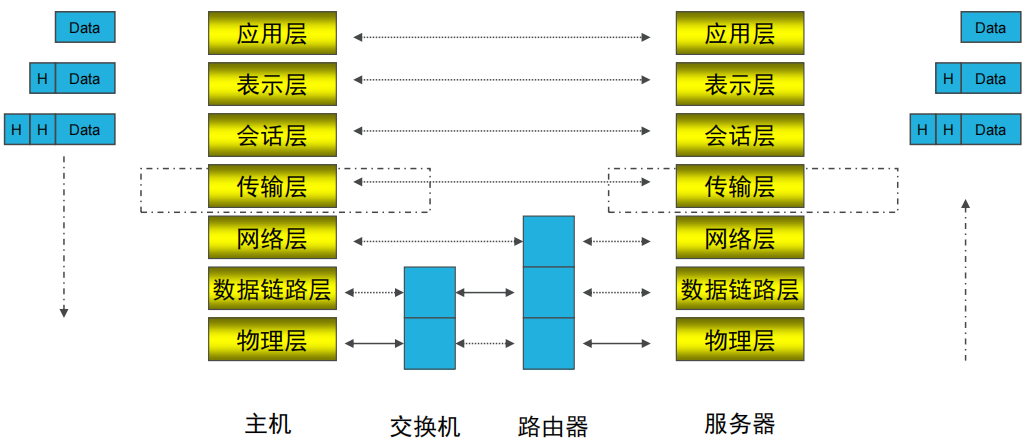 Data
应用层
应用层
Data
H Data
表示层
表示层
H Data
H H Data
会话层
会话层
H H Data
传输层
传输层
网络层
网络层
数据链路层
数据链路层
物理层
物理层
主机
交换机
路由器
服务器